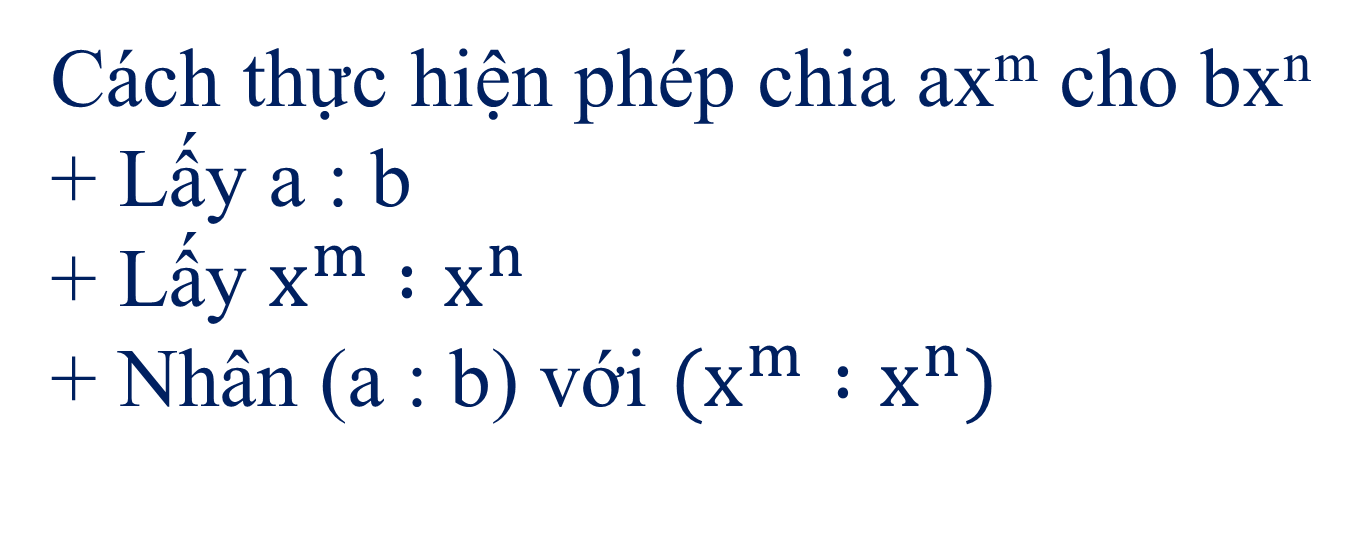 Cách thực hiện phép chia axᵐ cho bxⁿ
+ Lấy a : b
+ Lấy xᵐ : xⁿ
+ Nhân (a : b) với (xᵐ : xⁿ)